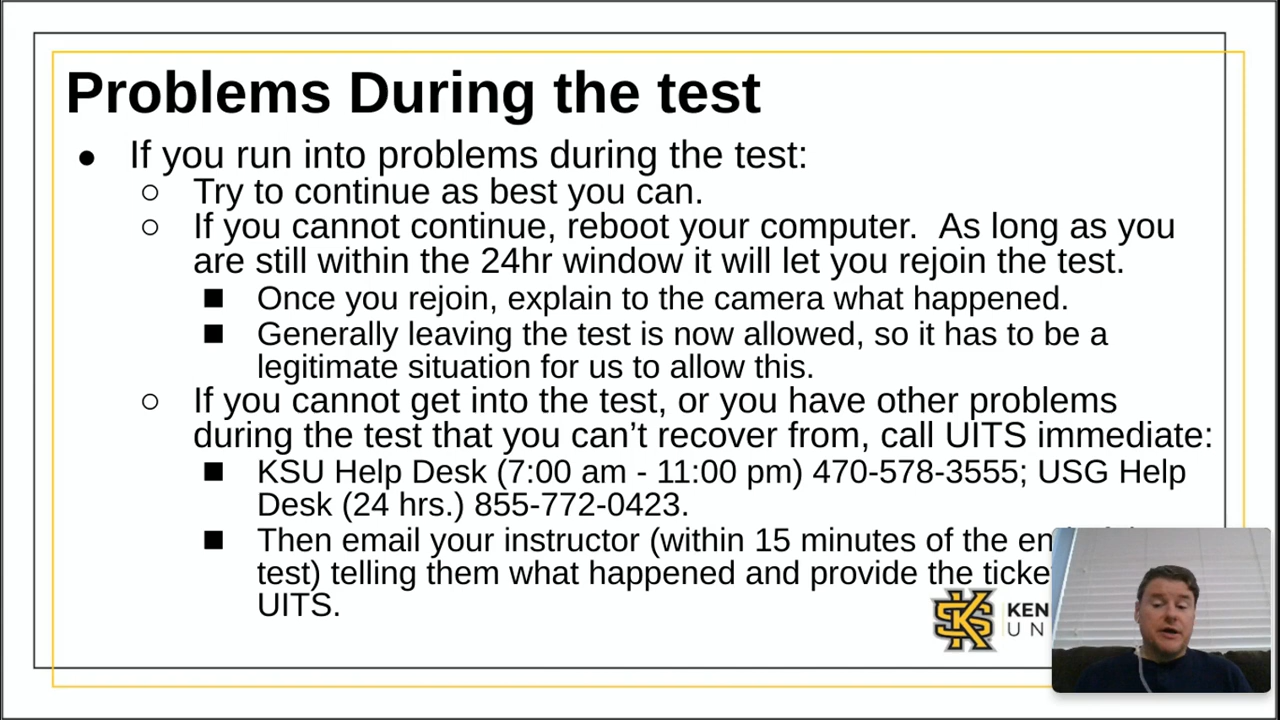 Problems During the test
● If you run into problems during the test:
○ Try to continue as best you can.
○ If you cannot continue, reboot your computer. As long as you
are still within the 24hr window it will let you rejoin the test.
■ Once you rejoin, explain to the camera what happened.
■ Generally leaving the test is now allowed, so it has to be a
legitimate situation for us to allow this.
○ If you cannot get into the test, or you have other problems
during the test that you can’t recover from, call UITS immediate:
■ KSU Help Desk (7:00 am - 11:00 pm) 470-578-3555; USG Help
Desk (24 hrs.) 855-772-0423.
■ Then email your instructor (within 15 minutes of the
test) telling them what happened and provide the
UITS.
KS